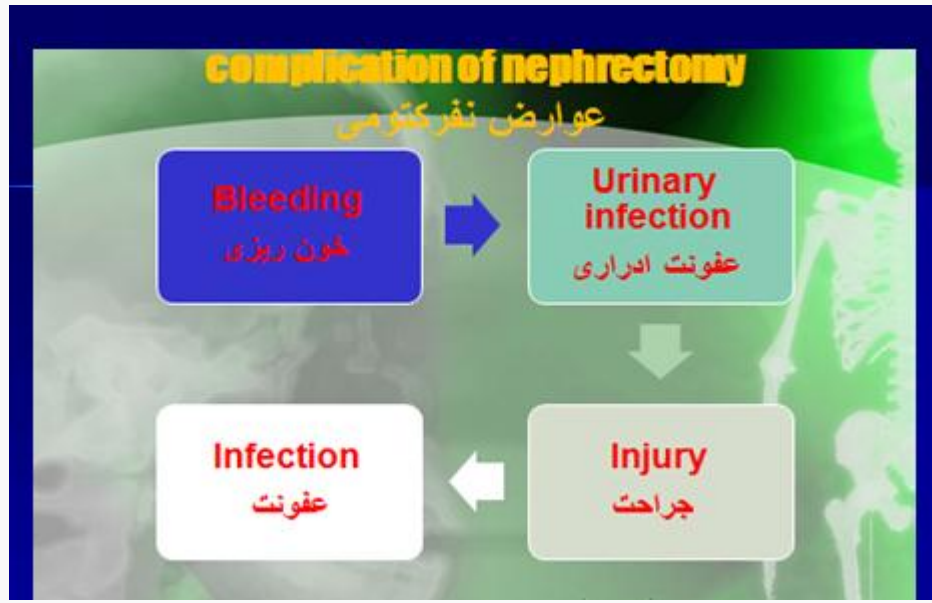 complication of nephrectomy
عوارض نفرکتومی
Bleeding
خون ریزی
Urinary
infection
عفونت ادراری
Injury
جراحت
Infection
عفونت